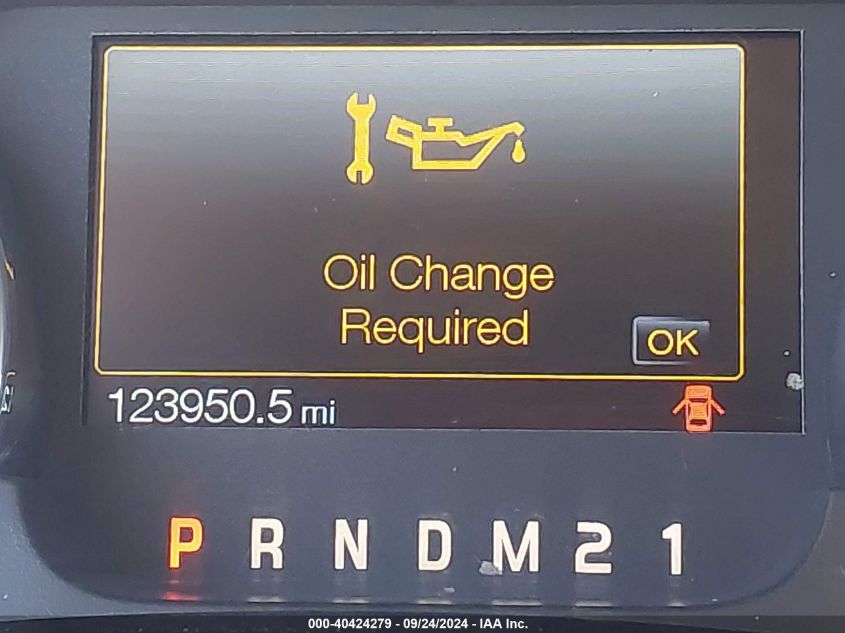 Oil Change
Required
OK
123950.5 mi
P R N D M 2 1
000-40424279 - 09/24/2024 - IAA Inc.